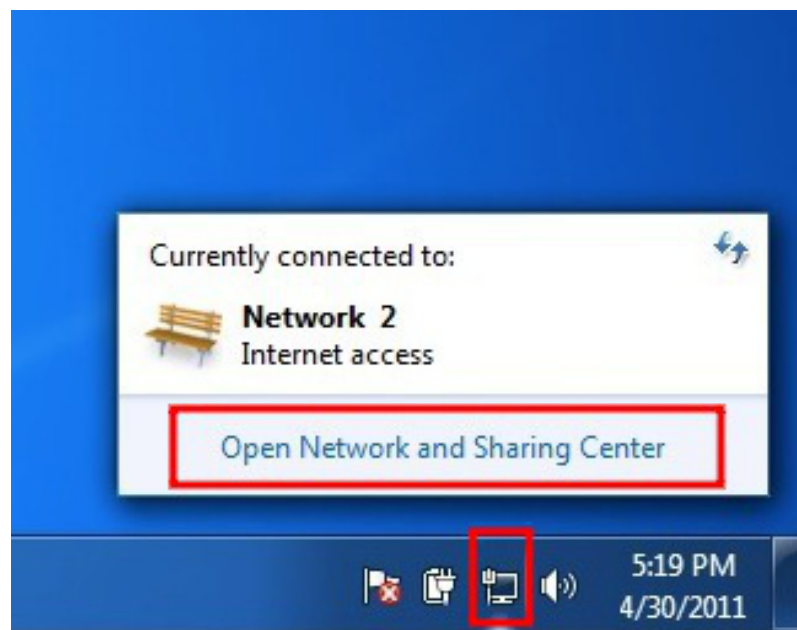 Currently connected to:
Network 2
Internet access
Open Network and Sharing Center
5:19 PM
4/30/2011